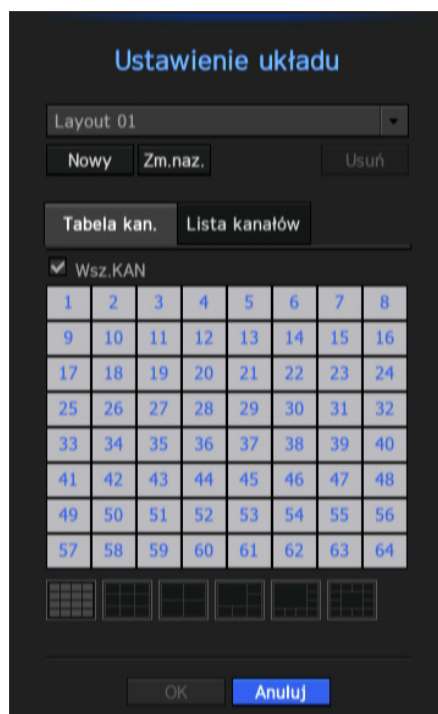 Ustawienie układu
Layout 01
Nowy Zm.naz. Usuń
Tabela kan. Lista kanałów
Wsz.KAN
1 2 3 4 5 6 7 8
9 10 11 12 13 14 15 16
17 18 19 20 21 22 23 24
25 26 27 28 29 30 31 32
33 34 35 36 37 38 39 40
41 42 43 44 45 46 47 48
49 50 51 52 53 54 55 56
57 58 59 60 61 62 63 64
OK Anuluj